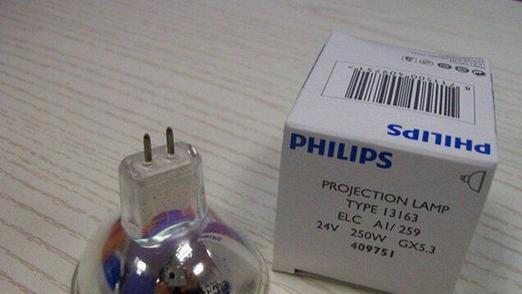 PHILIPS
PHILIPS
PROJECTION LAMP
TYPE 13163
ELC A1/ 259
24V 250W GX5.3
409751